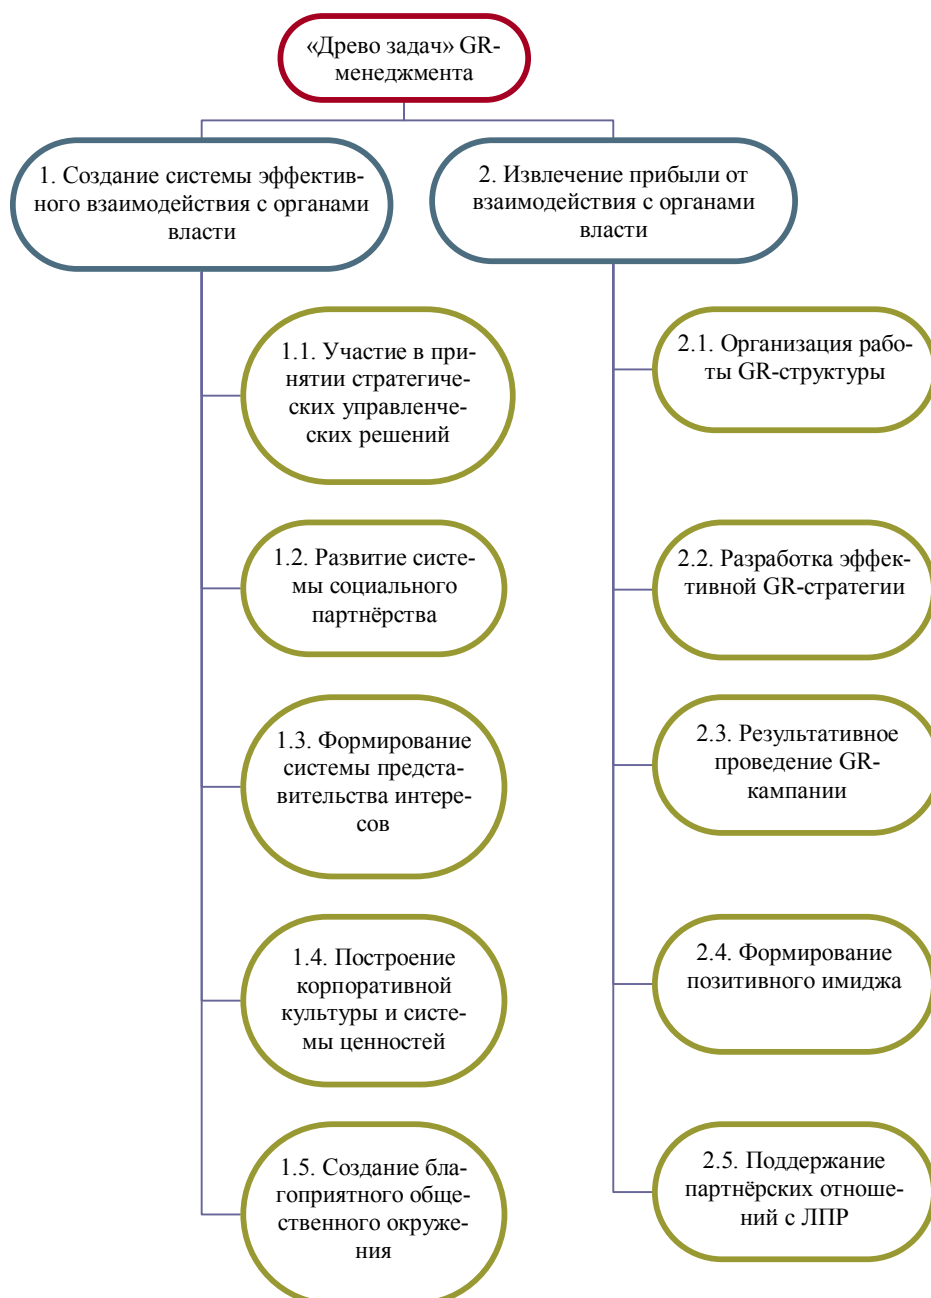 «Древо задач» GR-
менеджмента
1. Создание системы эффектив-
ного взаимодействия с органами
власти
2. Извлечение прибыли от
взаимодействия с органами
власти
1.1. Участие в при-
нятии стратегиче-
ских управленче-
ских решений
1.2. Развитие систе-
мы социального
партнёрства
1.3. Формирование
системы предста-
вительства интере-
сов
1.4. Построение
корпоративной
культуры и систе-
мы ценностей
1.5. Создание бла-
гоприятного обще-
ственного окруже-
ния
2.1. Организация рабо-
ты GR-структуры
2.2. Разработка эффек-
тивной GR-стратегии
2.3. Результативное
проведение GR-
кампании
2.4. Формирование
позитивного имиджа
2.5. Поддержание
партнёрских отноше-
ний с ЛПР